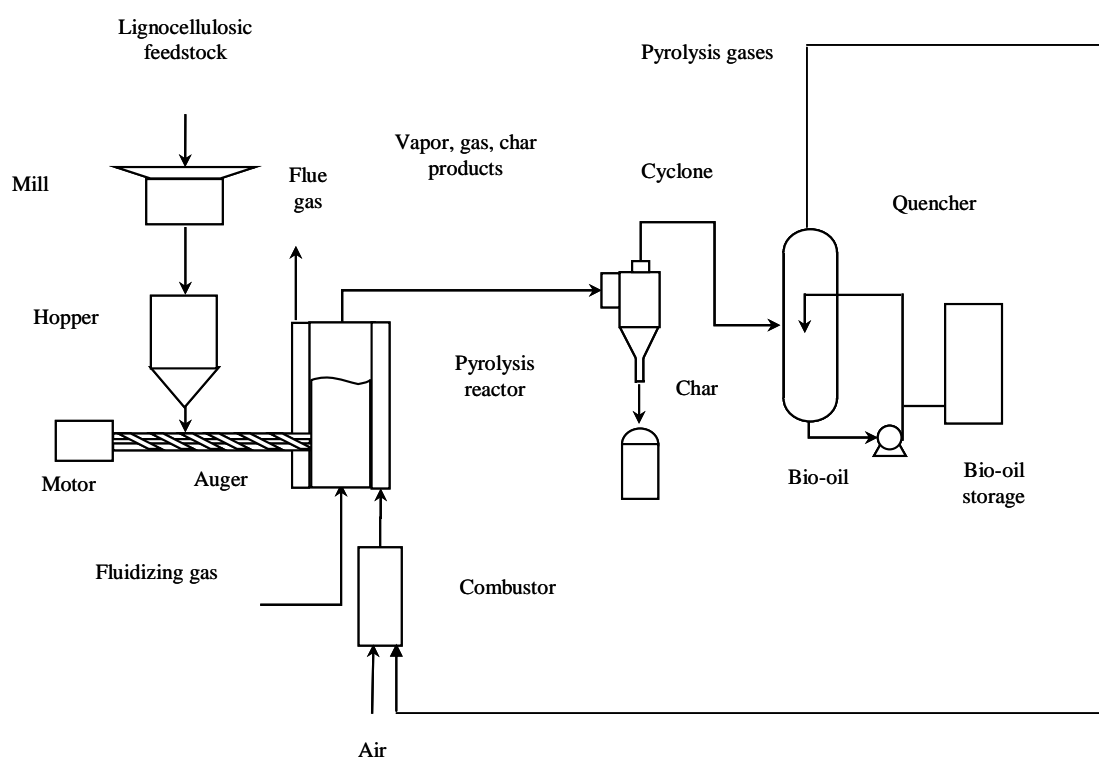 Lignocellulosic
feedstock
Pyrolysis gases
Vapor, gas, char
products
Mill
Flue
gas
Cyclone
Quencher
Hopper
Pyrolysis
reactor
Char
Motor
Auger
Bio-oil
Bio-oil
storage
Fluidizing gas
Combustor
Air